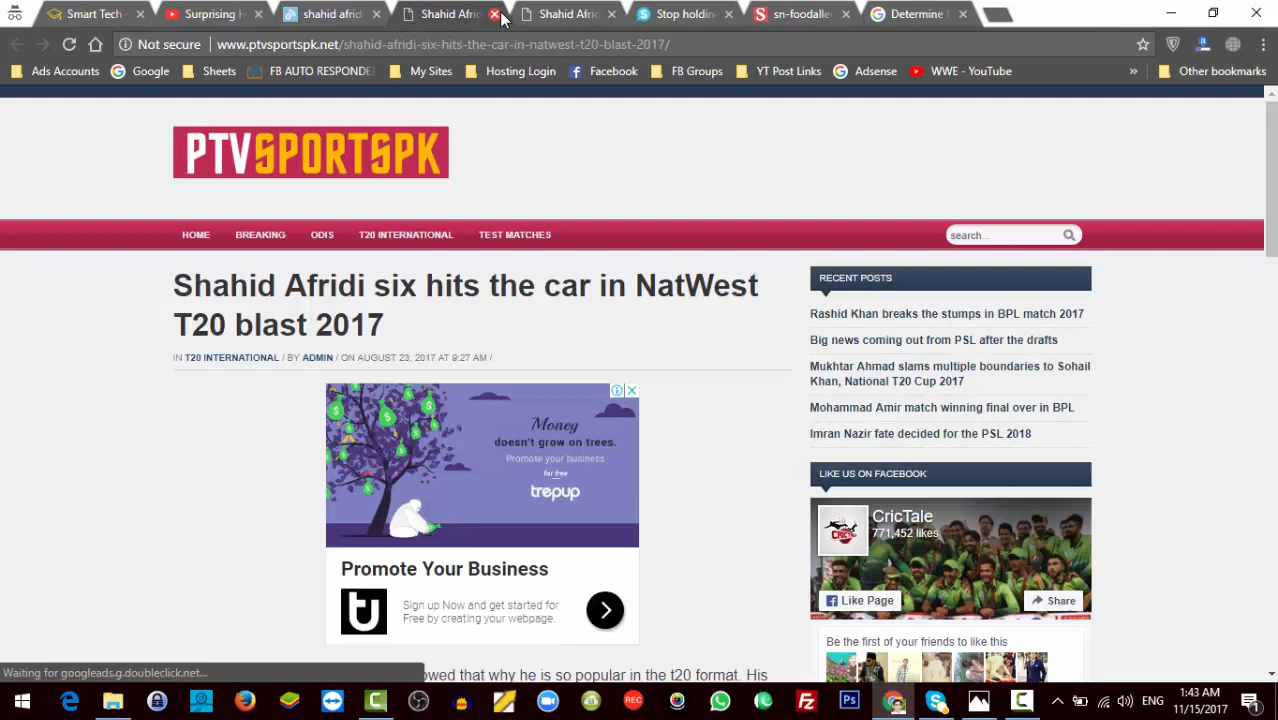 Smart Tech
Surprising H
shahid afrid
Shahid Afrid
Shahid Afrid
Stop holdin
sn-foodalle
Determine
Not secure
www.ptvsportspk.net/shahid-afridi-six-hits-the-car-in-natwest-t20-blast-2017/
Ads Accounts
Google
Sheets
FB AUTO RESPONDE
My Sites
Hosting Login
Facebook
FB Groups
YT Post Links
Adsense
WWE - YouTube
»
Other bookmarks
PTVSPORTSPK
HOME
BREAKING
ODIS
T20 INTERNATIONAL
TEST MATCHES
search...
Shahid Afridi six hits the car in NatWest
T20 blast 2017
IN T20 INTERNATIONAL / BY ADMIN / ON AUGUST 23, 2017 AT 9:27 AM /
Money
doesn't grow on trees.
Promote your business
for free
trepup
Promote Your Business
Sign up Now and get started for
Free by creating your webpage.
owed that why he is so popular in the t20 format. His
RECENT POSTS
Rashid Khan breaks the stumps in BPL match 2017
Big news coming out from PSL after the drafts
Mukhtar Ahmad slams multiple boundaries to Sohail
Khan, National T20 Cup 2017
Mohammad Amir match winning final over in BPL
Imran Nazir fate decided for the PSL 2018
LIKE US ON FACEBOOK
CricTale
771,452 likes
Like Page
Share
Be the first of your friends to like this
Waiting for googleads.g.doubleclick.net...
REC
Ps
ENG
1:43 AM
11/15/2017
1